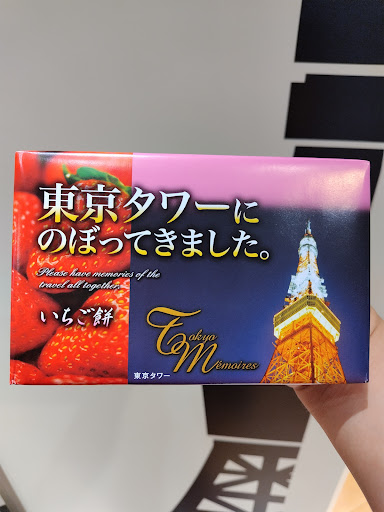 東京タワーに
のぼってきました。
Please have memories of the
travel all together.
いちご餅
Tokyo
Mémoires
東京タワー